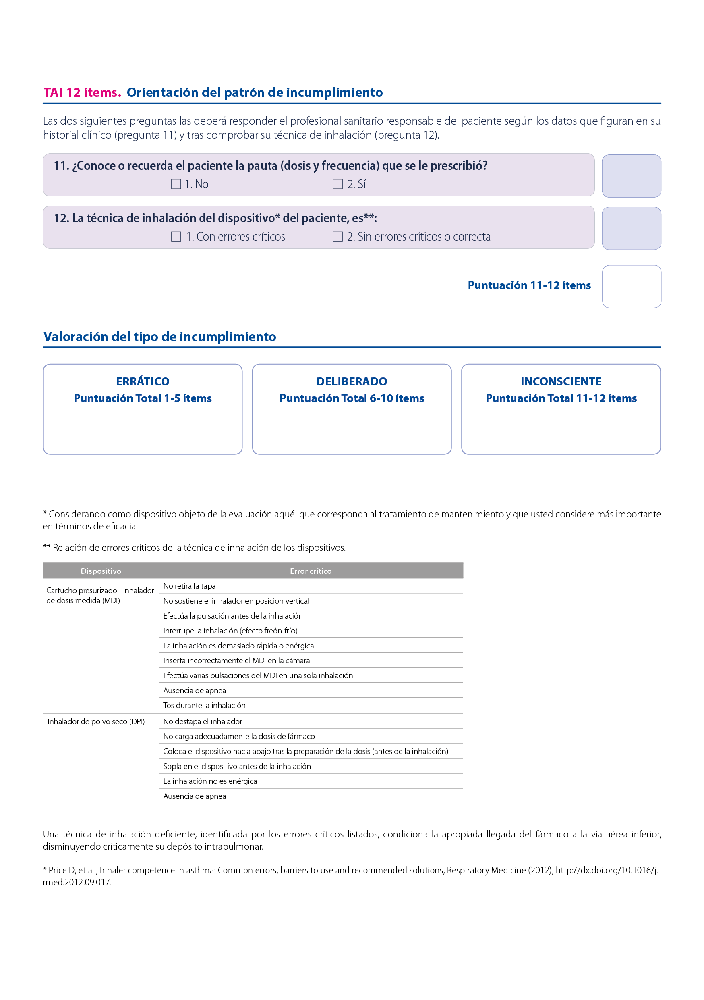 TAI 12 ítems. Orientación del patrón de incumplimiento
Las dos siguientes preguntas las deberá responder el profesional sanitario responsable del paciente según los datos que figuran en su
historial clínico (pregunta 11) y tras comprobar su técnica de inhalación (pregunta 12).
11. ¿Conoce o recuerda el paciente la pauta (dosis y frecuencia) que se le prescribió?
1. No 2. Sí
12. La técnica de inhalación del dispositivo* del paciente, es**:
1. Con errores críticos 2. Sin errores críticos o correcta
Puntuación 11-12 ítems
Valoración del tipo de incumplimiento
ERRÁTICO
Puntuación Total 1-5 ítems
DELIBERADO
Puntuación Total 6-10 ítems
INCONSCIENTE
Puntuación Total 11-12 ítems
* Considerando como dispositivo objeto de la evaluación aquél que corresponda al tratamiento de mantenimiento y que usted considere más importante
en términos de eficacia.
** Relación de errores críticos de la técnica de inhalación de los dispositivos.
Dispositivo Error crítico
Cartucho presurizado - inhalador
de dosis medida (MDI)
No retira la tapa
No sostiene el inhalador en posición vertical
Efectúa la pulsación antes de la inhalación
Interrupe la inhalación (efecto freón-frío)
La inhalación es demasiado rápida o enérgica
Inserta incorrectamente el MDI en la cámara
Efectúa varias pulsaciones del MDI en una sola inhalación
Ausencia de apnea
Tos durante la inhalación
Inhalador de polvo seco (DPI)
No destapa el inhalador
No carga adecuadamente la dosis de fármaco
Coloca el dispositivo hacia abajo tras la preparación de la dosis (antes de la inhalación)
Sopla en el dispositivo antes de la inhalación
La inhalación no es enérgica
Ausencia de apnea
Una técnica de inhalación deficiente, identificada por los errores críticos listados, condiciona la apropiada llegada del fármaco a la vía aérea inferior,
disminuyendo críticamente su depósito intrapulmonar.
* Price D, et al., Inhaler competence in asthma: Common errors, barriers to use and recommended solutions, Respiratory Medicine (2012), http://dx.doi.org/10.1016/j.
rmed.2012.09.017.